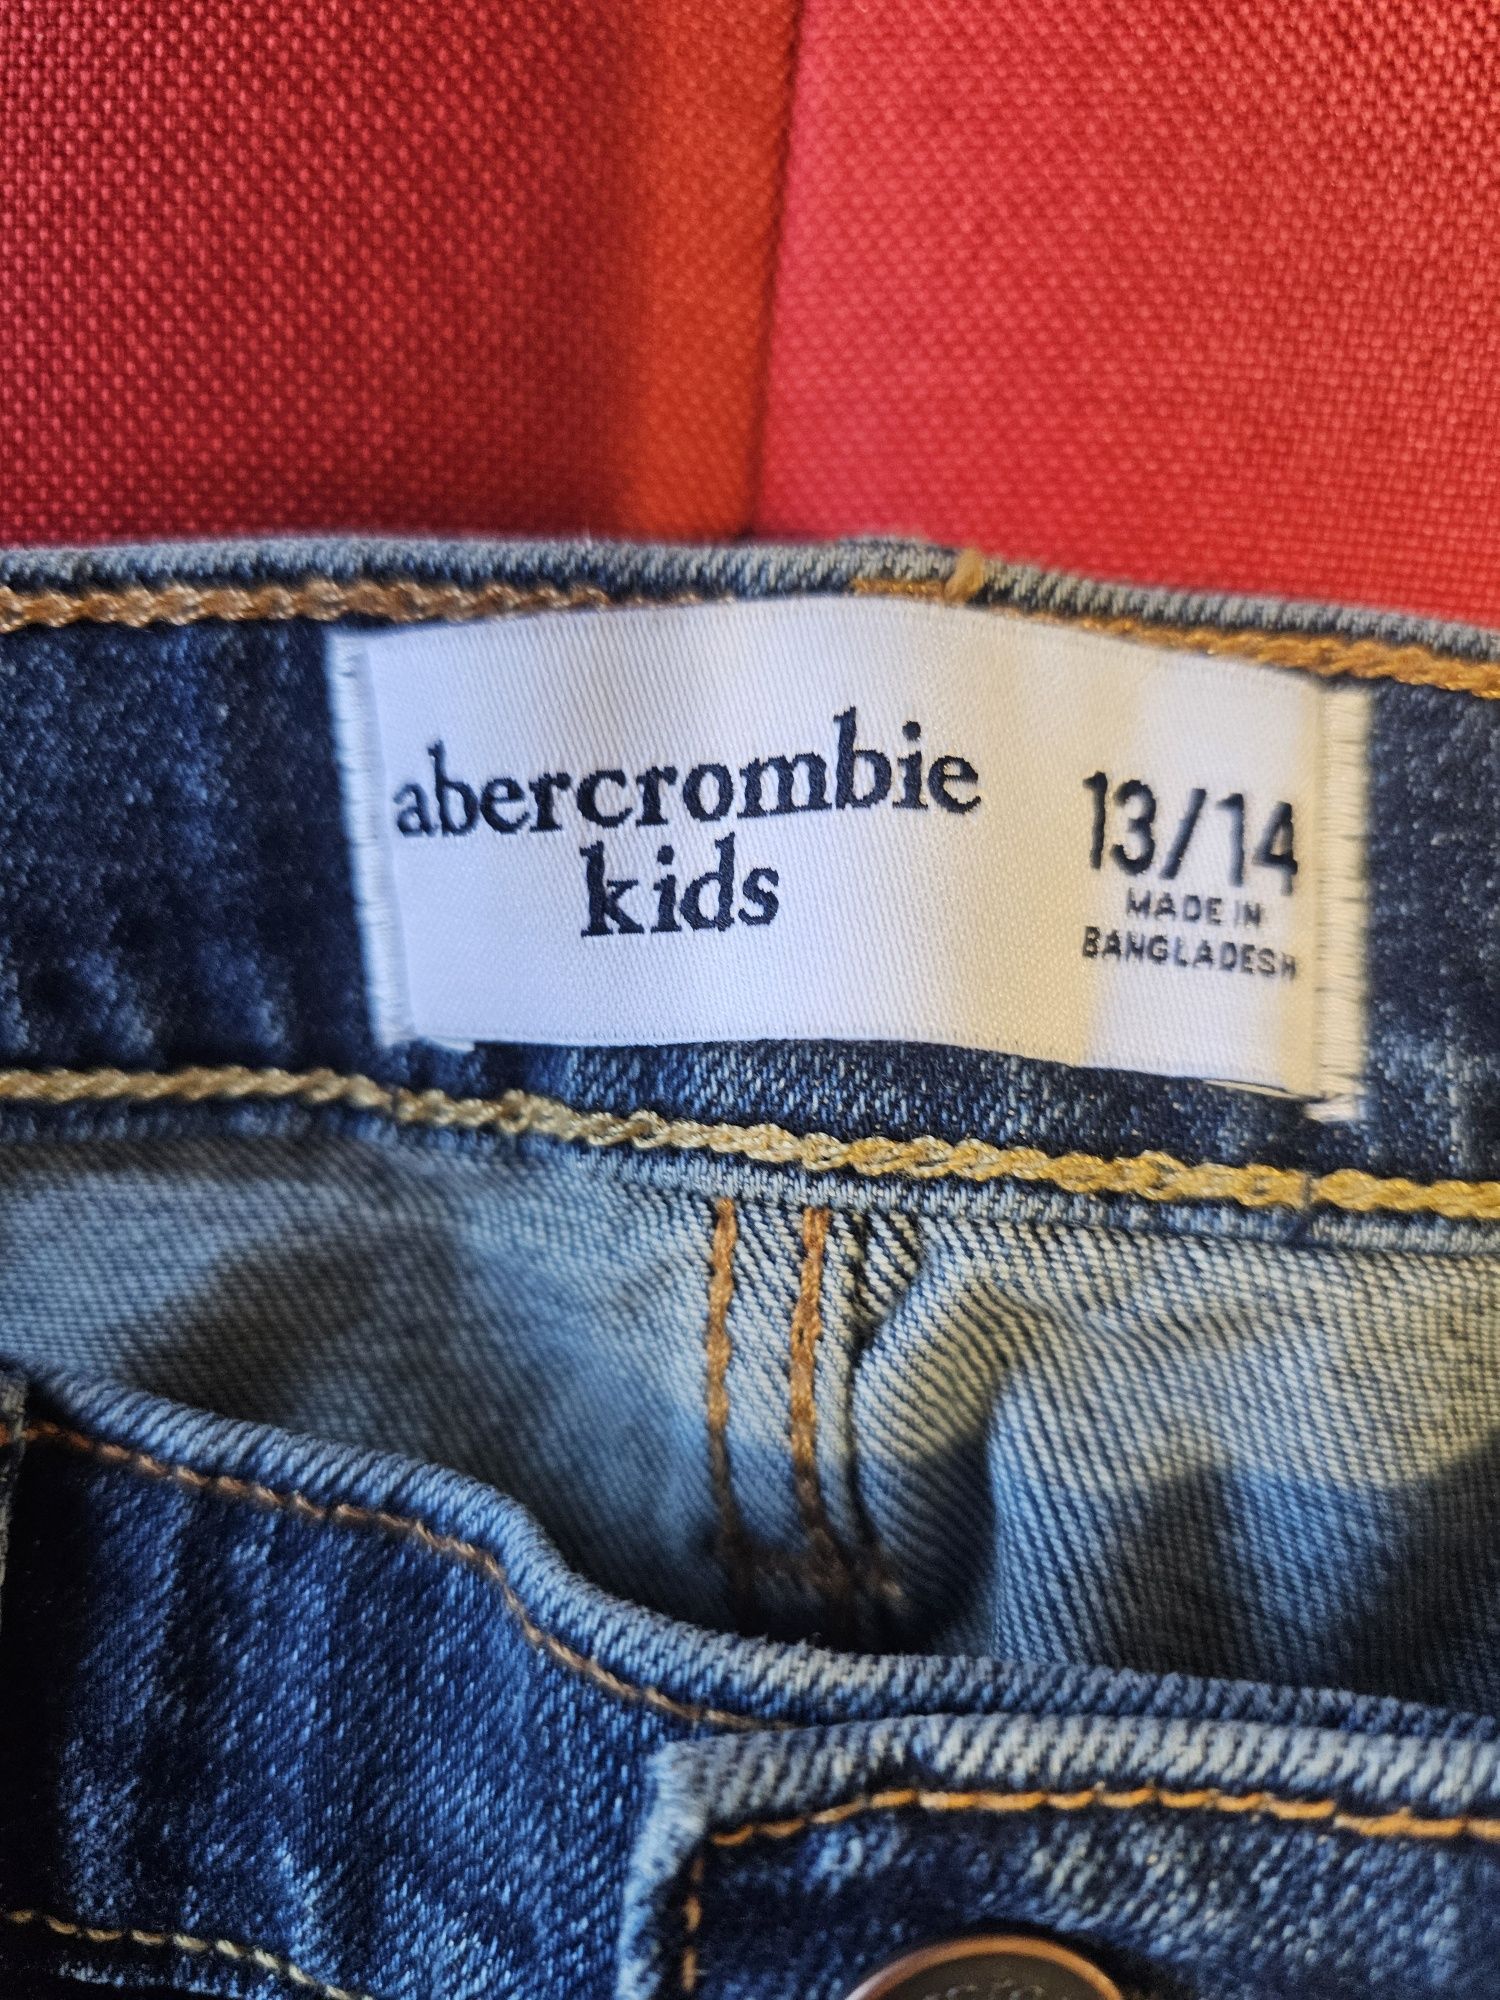 abercrombie
kids
13/14
MADE IN
BANGLADESH